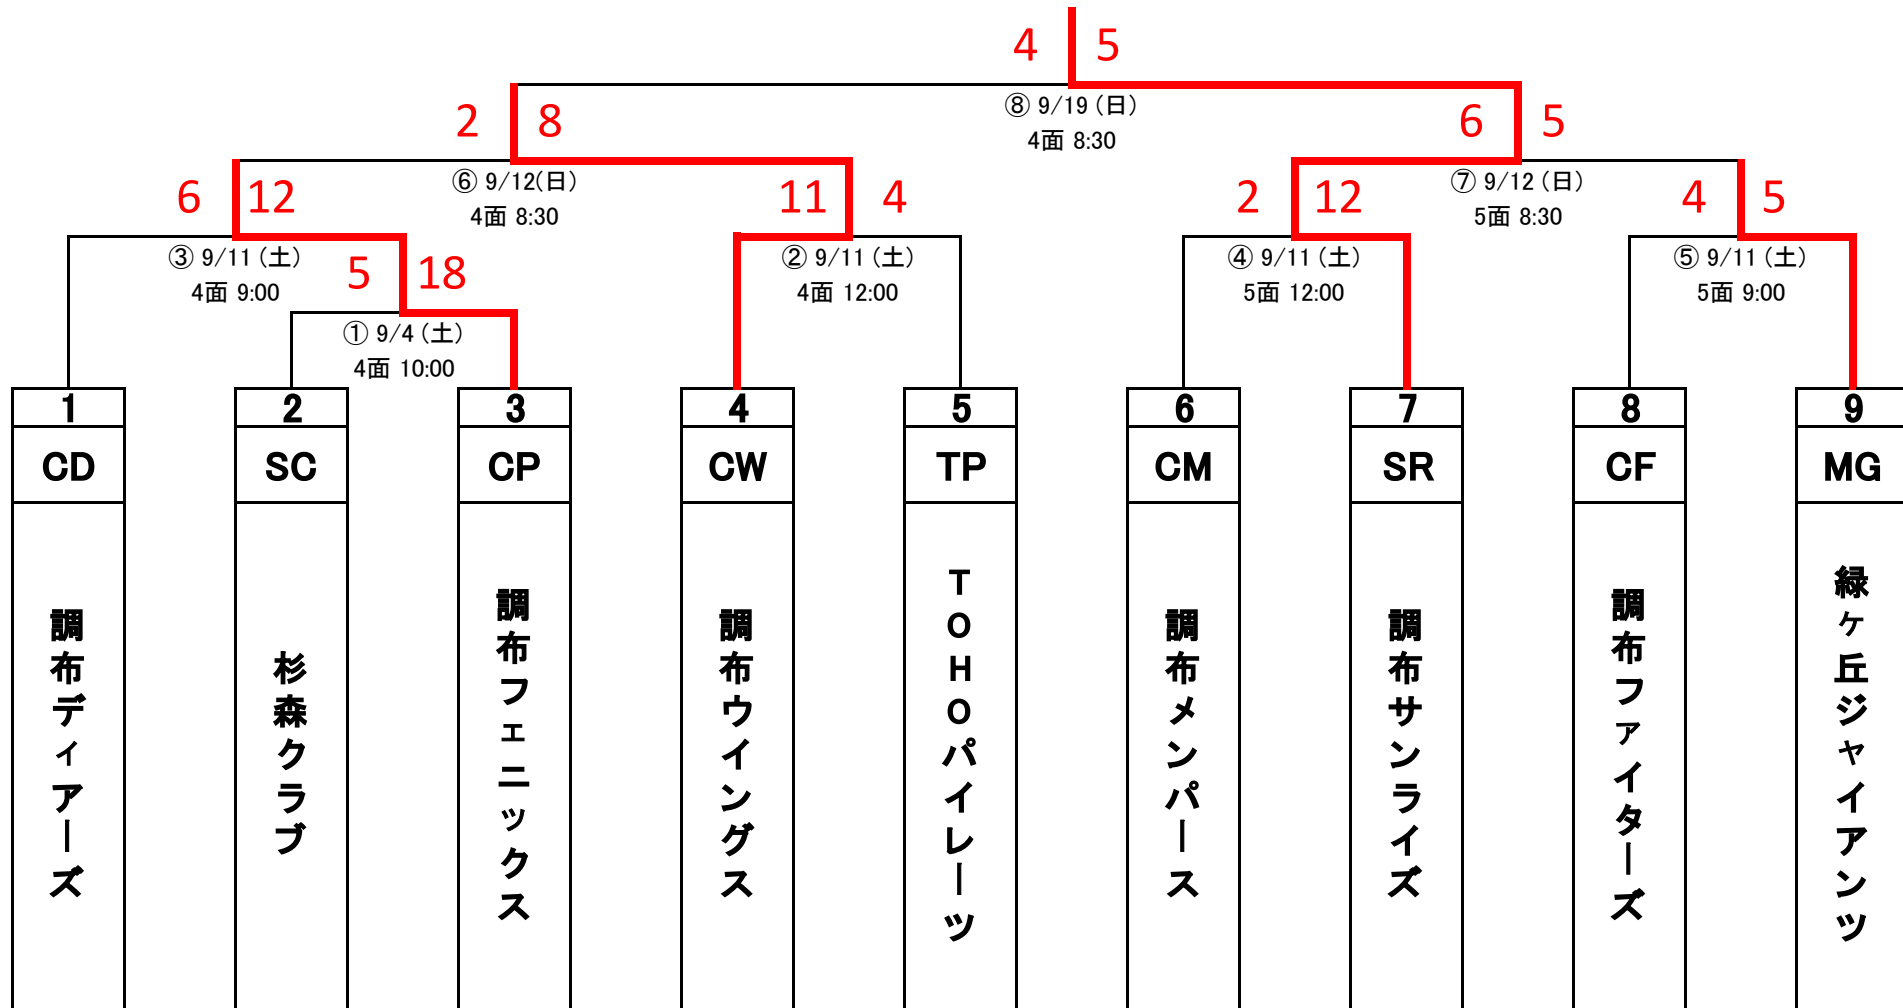 4 5
⑧ 9/19 (日)
4面 8:30
2 8
⑥ 9/12(日)
4面 8:30
6 5
⑦ 9/12 (日)
5面 8:30
6 12
③ 9/11 (土)
4面 9:00
11 4
② 9/11 (土)
4面 12:00
2 12
④ 9/11 (土)
5面 12:00
4 5
⑤ 9/11 (土)
5面 9:00
5 18
① 9/4 (土)
4面 10:00
1 2 3 4 5 6 7 8 9
CD SC CP CW TP CM SR CF MG
調布ディアーズ
杉森クラブ
調布フェニックス
調布ウイングス
TOHOパイレーツ
調布メンパース
調布サンライズ
調布ファイターズ
緑ヶ丘ジャイアンツ